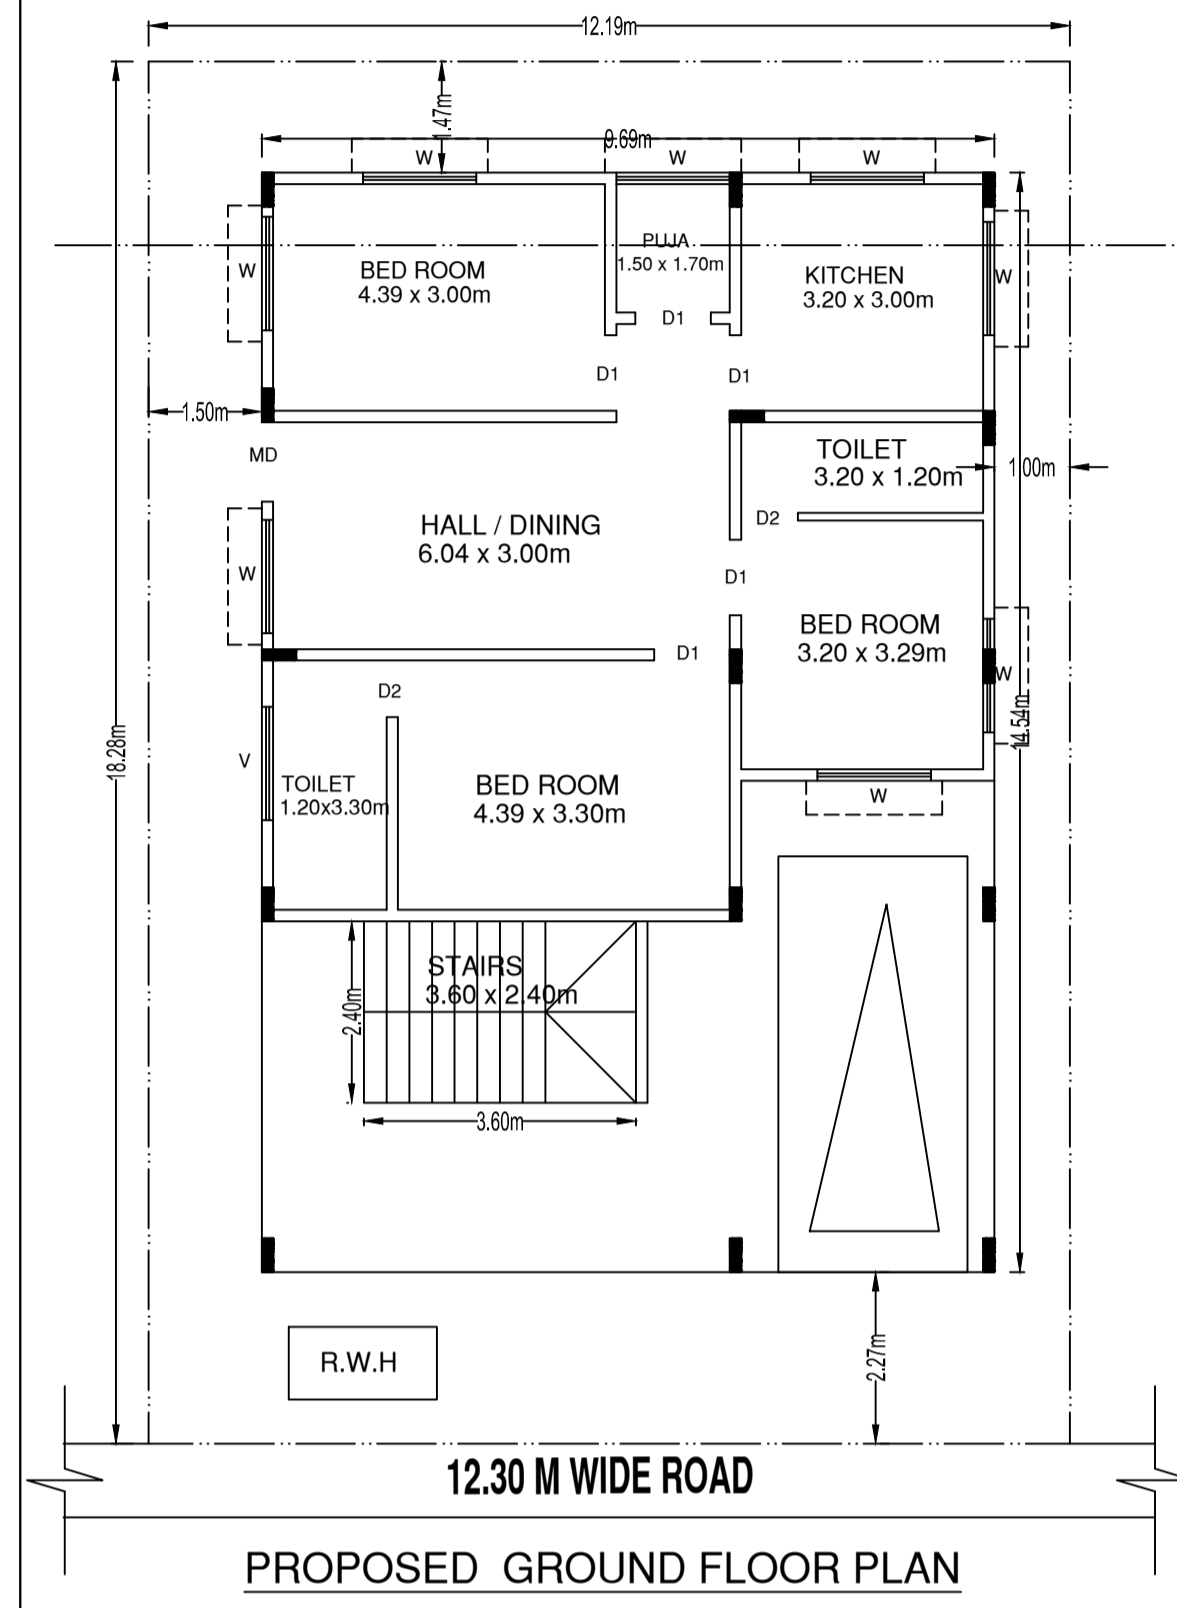 12.19m
1.47m
9.69m
W
W
W
W
BED ROOM
4.39 x 3.00m
PUJA
1.50 x 1.70m
KITCHEN
3.20 x 3.00m
W
D1
D1
D1
1.50m
MD
TOILET
3.20 x 1.20m
1.00m
HALL / DINING
6.04 x 3.00m
D2
W
D1
BED ROOM
3.20 x 3.29m
D1
W
D2
14.54m
18.28m
V
TOILET
1.20x3.30m
BED ROOM
4.39 x 3.30m
W
STAIRS
3.60 x 2.40m
2.40m
3.60m
R.W.H
2.27m
12.30 M WIDE ROAD
PROPOSED GROUND FLOOR PLAN